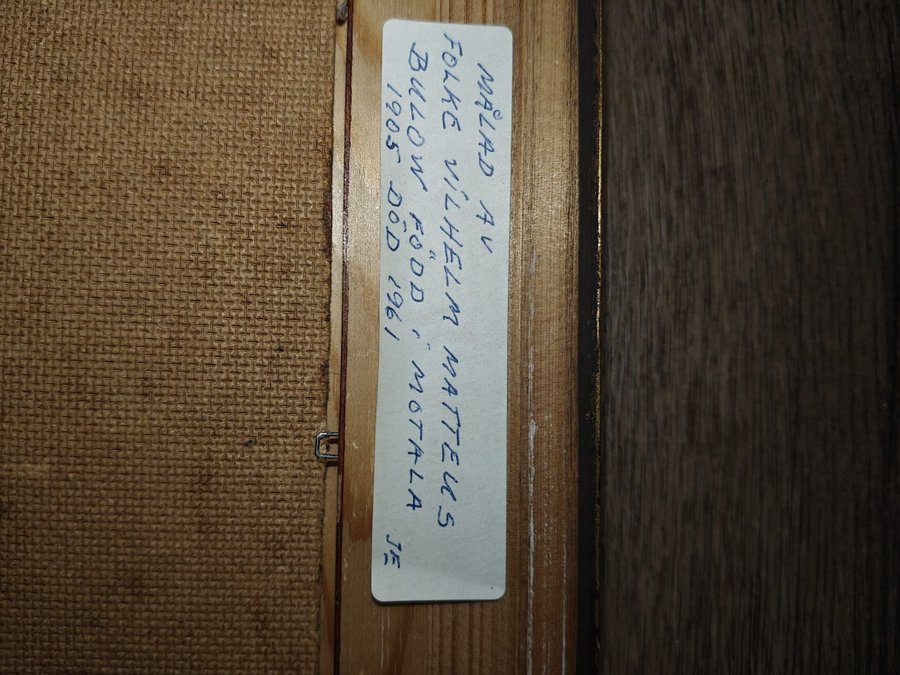 MÅLAD AV
FOLKE VILHELM MATTEUS
BULOW FÖDD i MOTALA
1905 DÖD 1961 JE